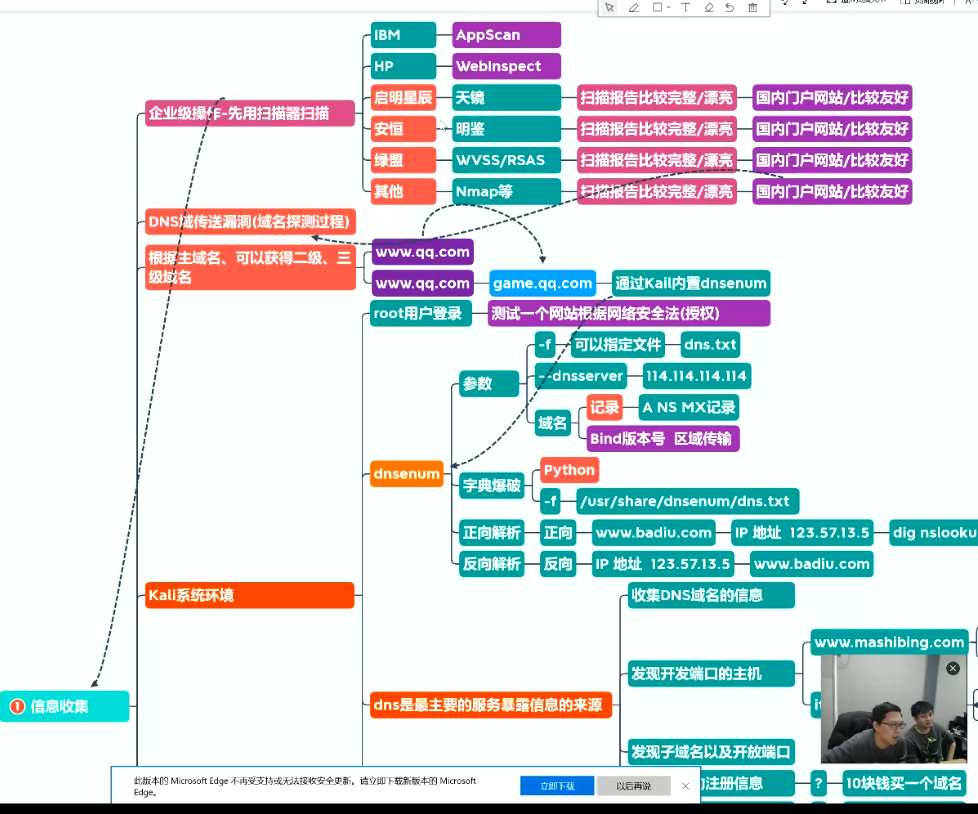 IBM
AppScan
HP
WebInspect
企业级操作-先用扫描器扫描
启明星辰
天镜
扫描报告比较完整/漂亮
国内门户网站/比较友好
安恒
明鉴
扫描报告比较完整/漂亮
国内门户网站/比较友好
绿盟
WVSS/RSAS
扫描报告比较完整/漂亮
国内门户网站/比较友好
其他
Nmap等
扫描报告比较完整/漂亮
国内门户网站/比较友好
DNS域传送漏洞(域名探测过程)
根据主域名、可以获得二级、三
级域名
www.qq.com
www.qq.com
game.qq.com
通过Kail内置dnsenum
root用户登录
测试一个网站根据网络安全法(授权)
-f
可以指定文件
dns.txt
参数
--dnsserver
114.114.114.114
域名
记录
A NS MX记录
Bind版本号 区域传输
dnsenum
字典爆破
Python
-f
/usr/share/dnsenum/dns.txt
正向解析
正向
www.badiu.com
IP 地址 123.57.13.5
dig nslooku
反向解析
反向
IP 地址 123.57.13.5
www.badiu.com
Kali系统环境
收集DNS域名的信息
www.mashibing.com
发现开发端口的主机
it
① 信息收集
dns是最主要的服务暴露信息的来源
发现子域名以及开放端口
注册信息
?
10块钱买一个域名
此版本的 Microsoft Edge 不再受支持或无法接收安全更新。请立即下载新版本的 Microsoft
Edge。
立即下载
以后再说